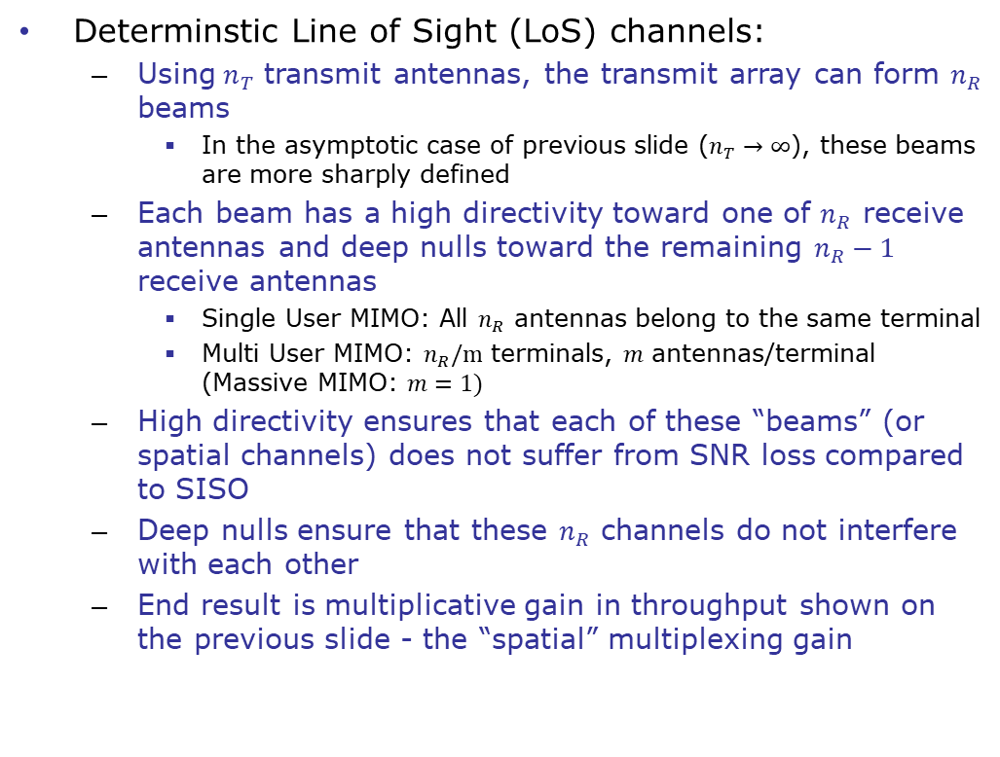 • Determinstic Line of Sight (LoS) channels:
– Using n_T transmit antennas, the transmit array can form n_R
beams
▪ In the asymptotic case of previous slide (n_T → ∞), these beams
are more sharply defined
– Each beam has a high directivity toward one of n_R receive
antennas and deep nulls toward the remaining n_R − 1
receive antennas
▪ Single User MIMO: All n_R antennas belong to the same terminal
▪ Multi User MIMO: n_R/m terminals, m antennas/terminal
(Massive MIMO: m = 1)
– High directivity ensures that each of these “beams” (or
spatial channels) does not suffer from SNR loss compared
to SISO
– Deep nulls ensure that these n_R channels do not interfere
with each other
– End result is multiplicative gain in throughput shown on
the previous slide - the “spatial” multiplexing gain